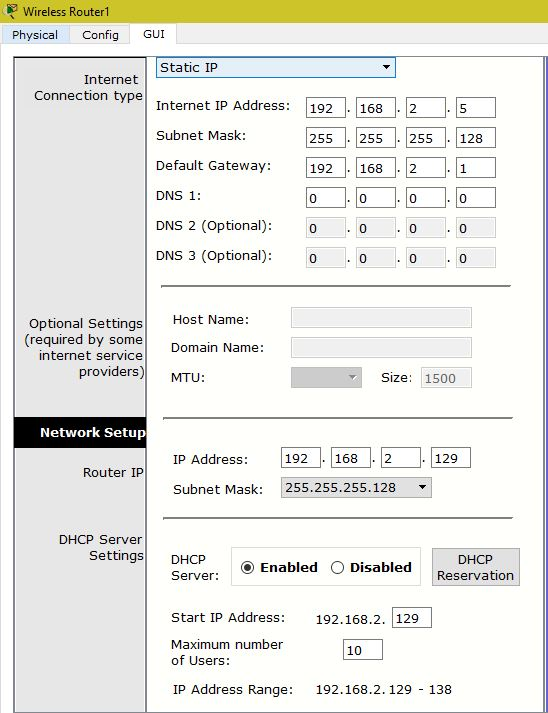 Wireless Router1
Physical Config GUI
Internet Connection type
Static IP
Internet IP Address: 192 . 168 . 2 . 5
Subnet Mask: 255 . 255 . 255 . 128
Default Gateway: 192 . 168 . 2 . 1
DNS 1: 0 . 0 . 0 . 0
DNS 2 (Optional): 0 . 0 . 0 . 0
DNS 3 (Optional): 0 . 0 . 0 . 0
Optional Settings
(required by some
internet service
providers)
Host Name:
Domain Name:
MTU: Size: 1500
Network Setup
Router IP
IP Address: 192 . 168 . 2 . 129
Subnet Mask: 255.255.255.128
DHCP Server
Settings
DHCP
Server: Enabled Disabled
DHCP
Reservation
Start IP Address: 192.168.2. 129
Maximum number
of Users: 10
IP Address Range: 192.168.2.129 - 138